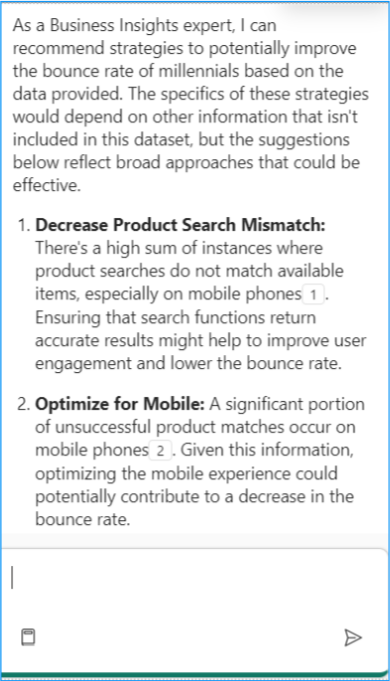 As a Business Insights expert, I can
recommend strategies to potentially improve
the bounce rate of millennials based on the
data provided. The specifics of these strategies
would depend on other information that isn't
included in this dataset, but the suggestions
below reflect broad approaches that could be
effective.
1. Decrease Product Search Mismatch:
There's a high sum of instances where
product searches do not match available
items, especially on mobile phones 1 .
Ensuring that search functions return
accurate results might help to improve user
engagement and lower the bounce rate.
2. Optimize for Mobile: A significant portion
of unsuccessful product matches occur on
mobile phones 2 . Given this information,
optimizing the mobile experience could
potentially contribute to a decrease in the
bounce rate.